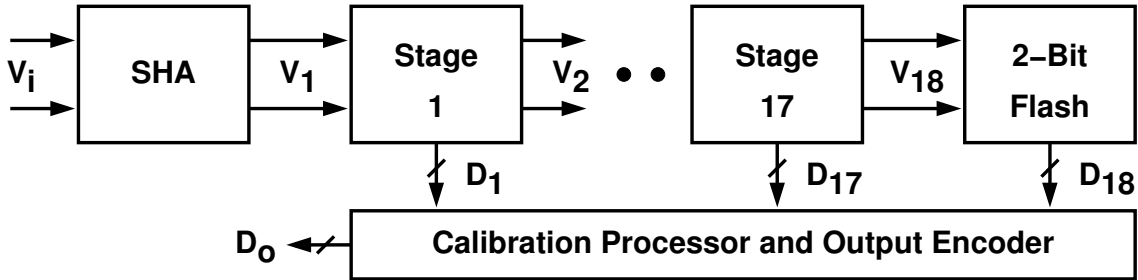 V_i
SHA
V_1
Stage
1
V_2
Stage
17
V_18
2–Bit
Flash
D_1
D_17
D_18
D_o
Calibration Processor and Output Encoder